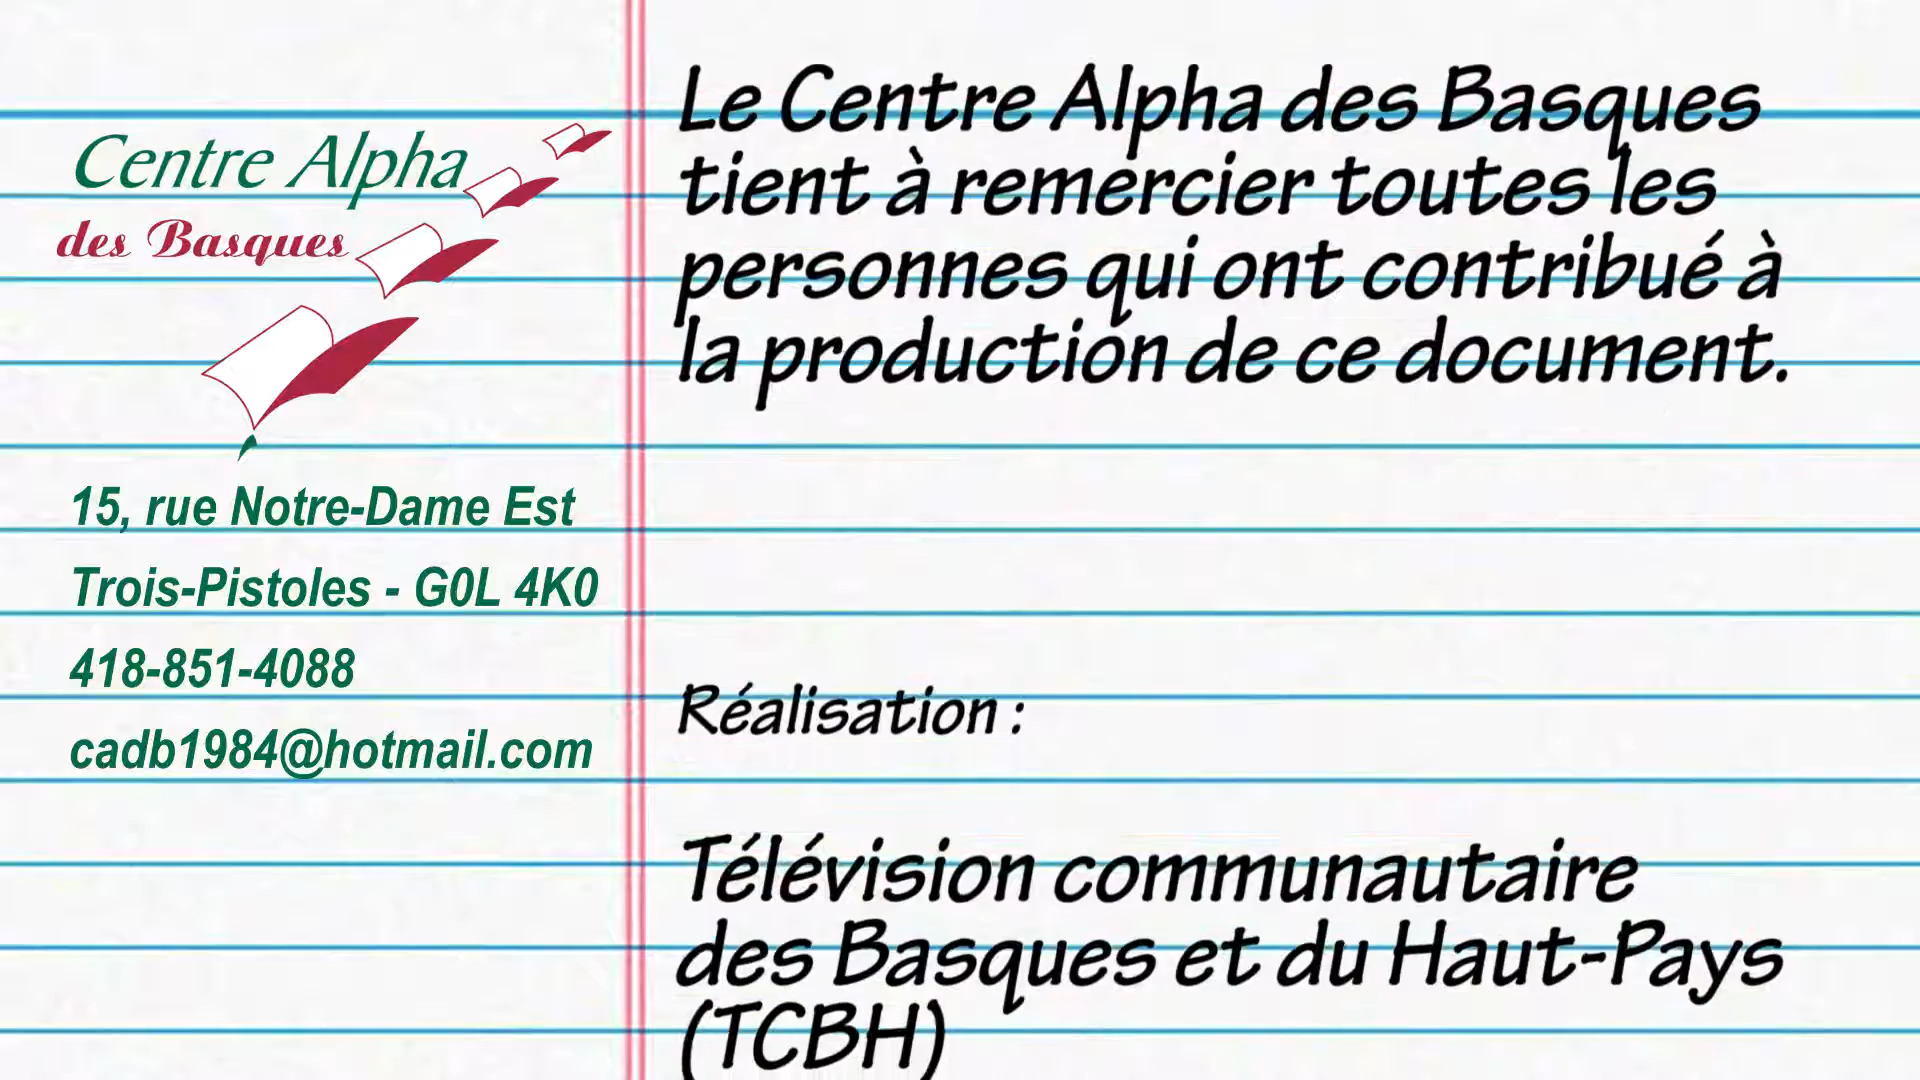 Centre Alpha
des Basques
15, rue Notre-Dame Est
Trois-Pistoles - G0L 4K0
418-851-4088
cadb1984@hotmail.com
Le Centre Alpha des Basques
tient à remercier toutes les
personnes qui ont contribué à
la production de ce document.
Réalisation :
Télévision communautaire
des Basques et du Haut-Pays
(TCBH)